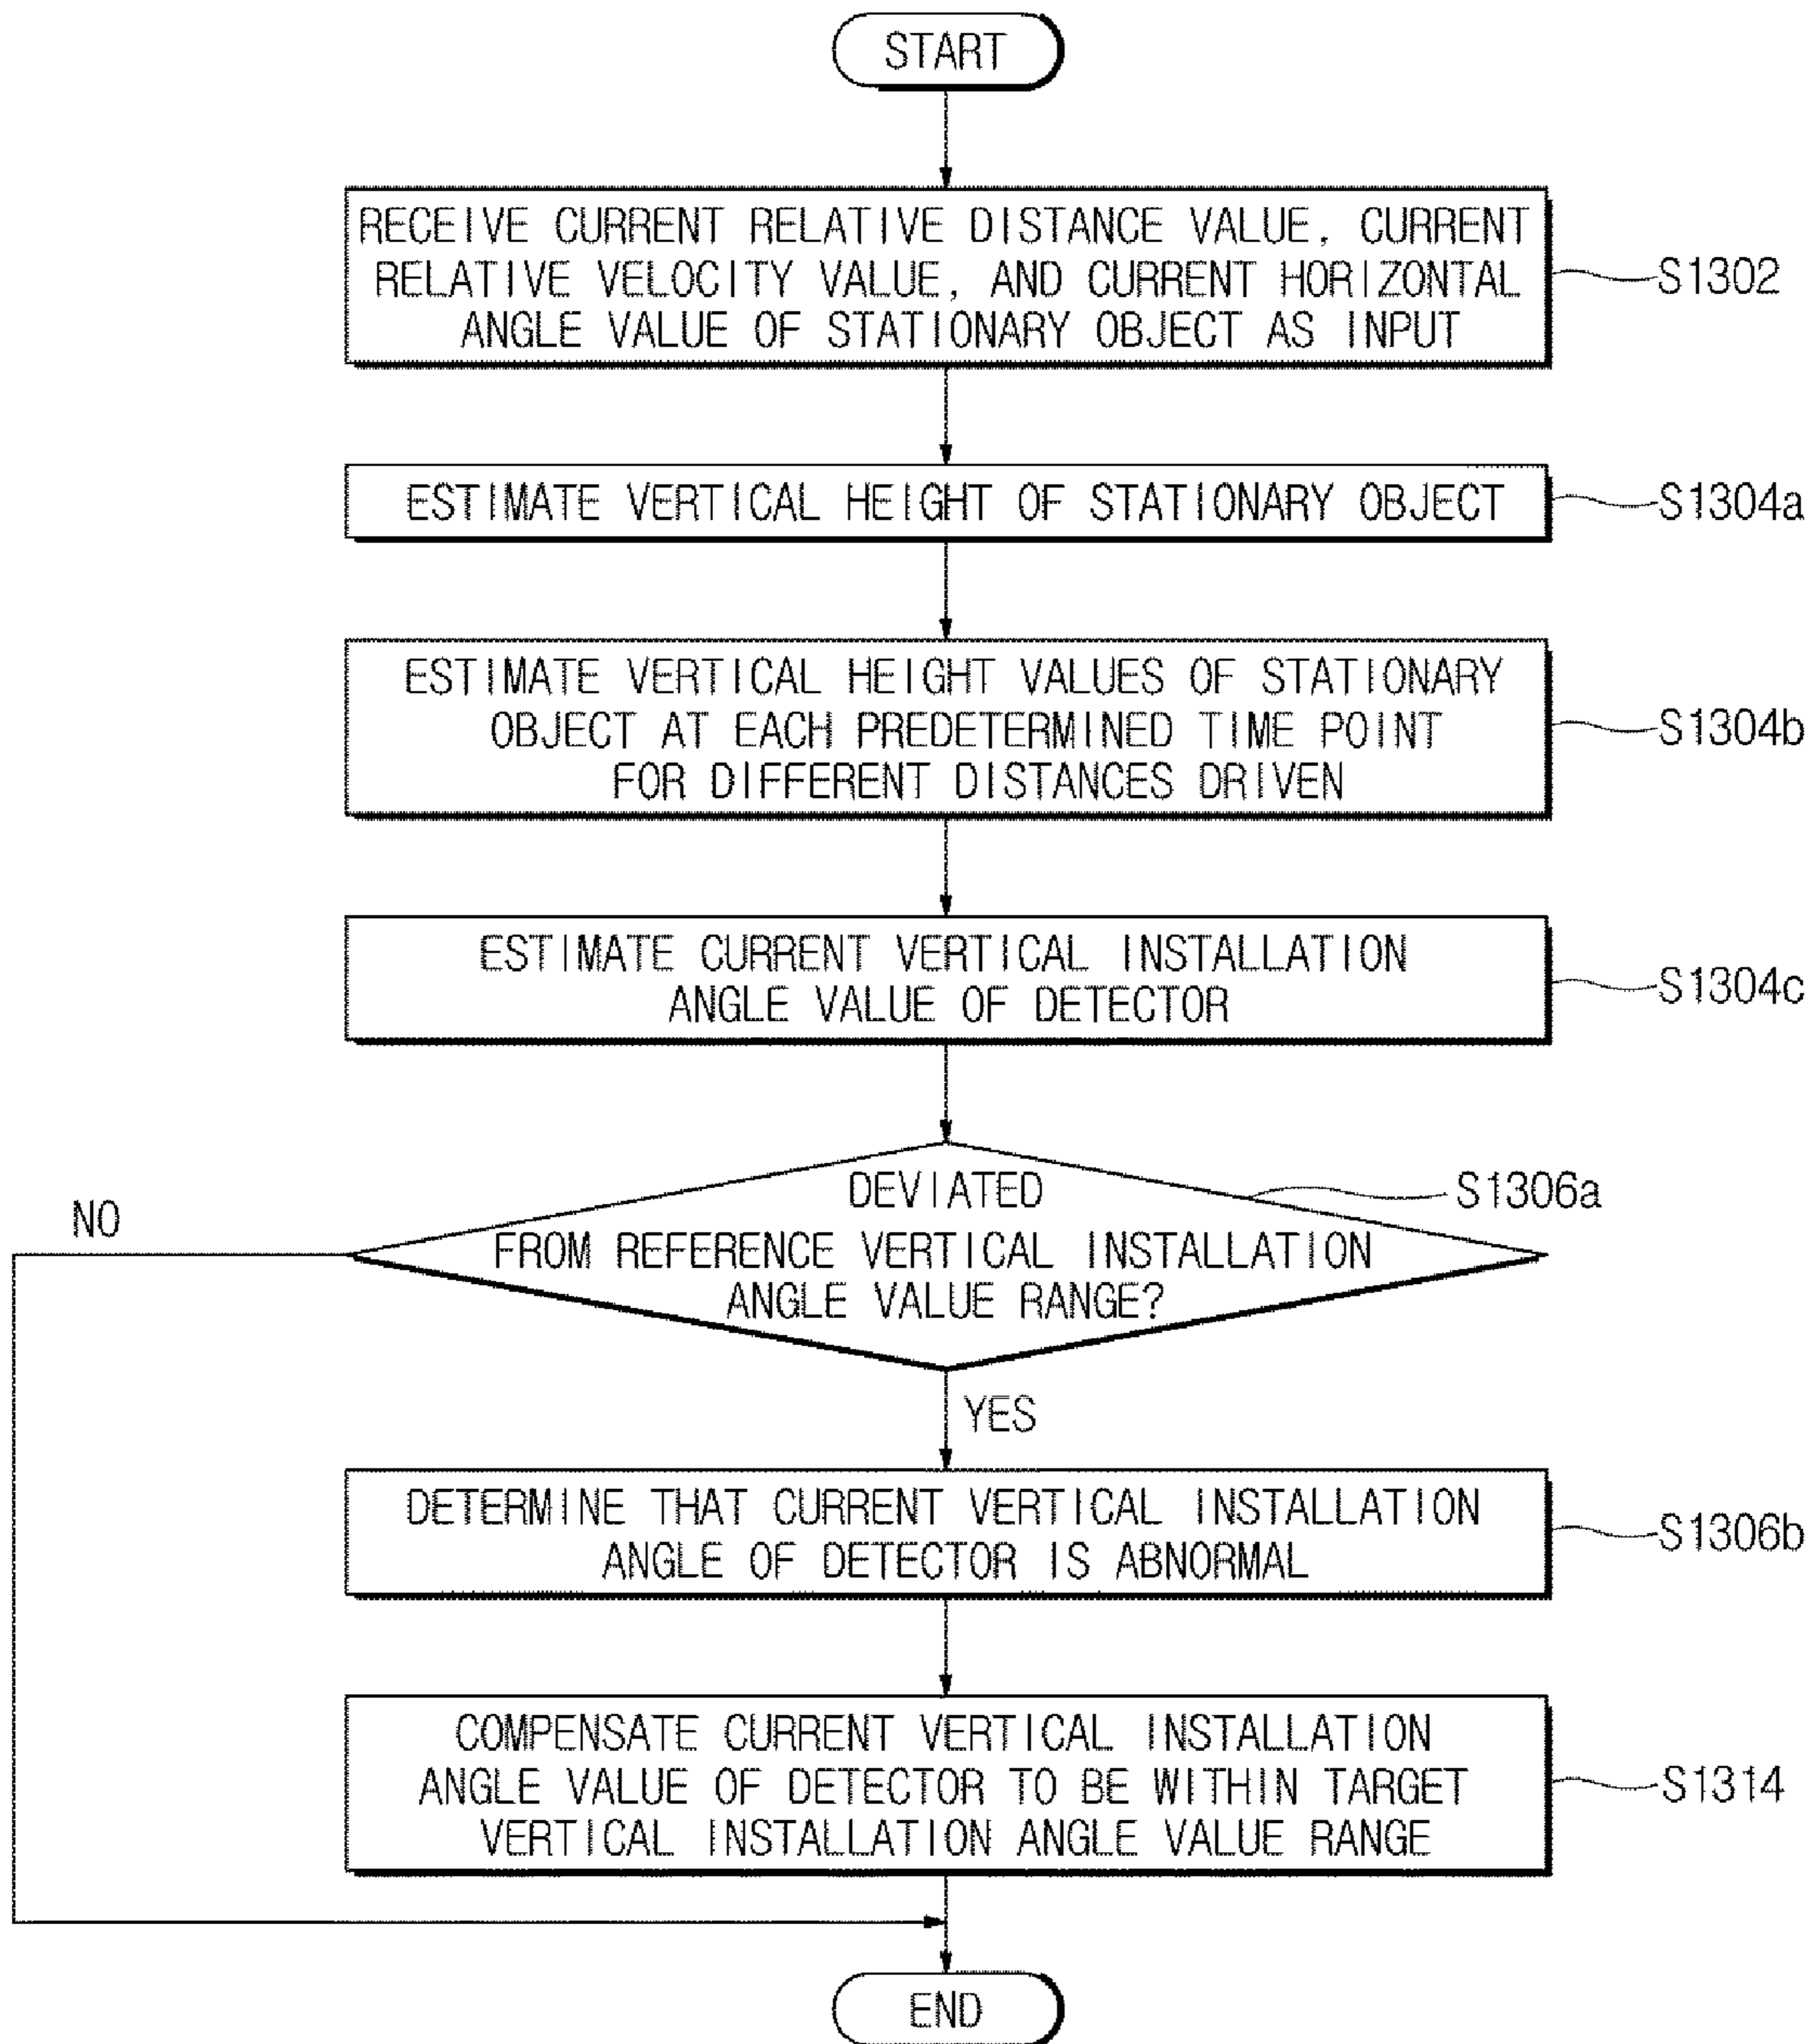 START
RECEIVE CURRENT RELATIVE DISTANCE VALUE, CURRENT
RELATIVE VELOCITY VALUE, AND CURRENT HORIZONTAL
ANGLE VALUE OF STATIONARY OBJECT AS INPUT
S1302
ESTIMATE VERTICAL HEIGHT OF STATIONARY OBJECT
S1304a
ESTIMATE VERTICAL HEIGHT VALUES OF STATIONARY
OBJECT AT EACH PREDETERMINED TIME POINT
FOR DIFFERENT DISTANCES DRIVEN
S1304b
ESTIMATE CURRENT VERTICAL INSTALLATION
ANGLE VALUE OF DETECTOR
S1304c
DEVIATED
FROM REFERENCE VERTICAL INSTALLATION
ANGLE VALUE RANGE?
S1306a
NO
YES
DETERMINE THAT CURRENT VERTICAL INSTALLATION
ANGLE OF DETECTOR IS ABNORMAL
S1306b
COMPENSATE CURRENT VERTICAL INSTALLATION
ANGLE VALUE OF DETECTOR TO BE WITHIN TARGET
VERTICAL INSTALLATION ANGLE VALUE RANGE
S1314
END